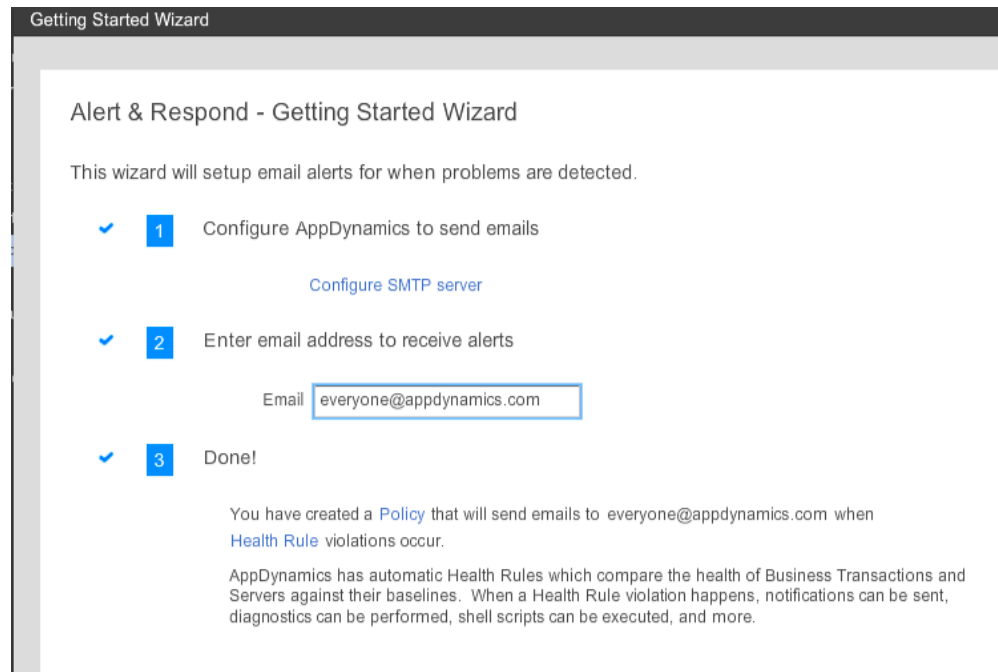 Getting Started Wizard
Alert & Respond - Getting Started Wizard
This wizard will setup email alerts for when problems are detected.
1 Configure AppDynamics to send emails
Configure SMTP server
2 Enter email address to receive alerts
Email everyone@appdynamics.com
3 Done!
You have created a Policy that will send emails to everyone@appdynamics.com when
Health Rule violations occur.
AppDynamics has automatic Health Rules which compare the health of Business Transactions and
Servers against their baselines. When a Health Rule violation happens, notifications can be sent,
diagnostics can be performed, shell scripts can be executed, and more.